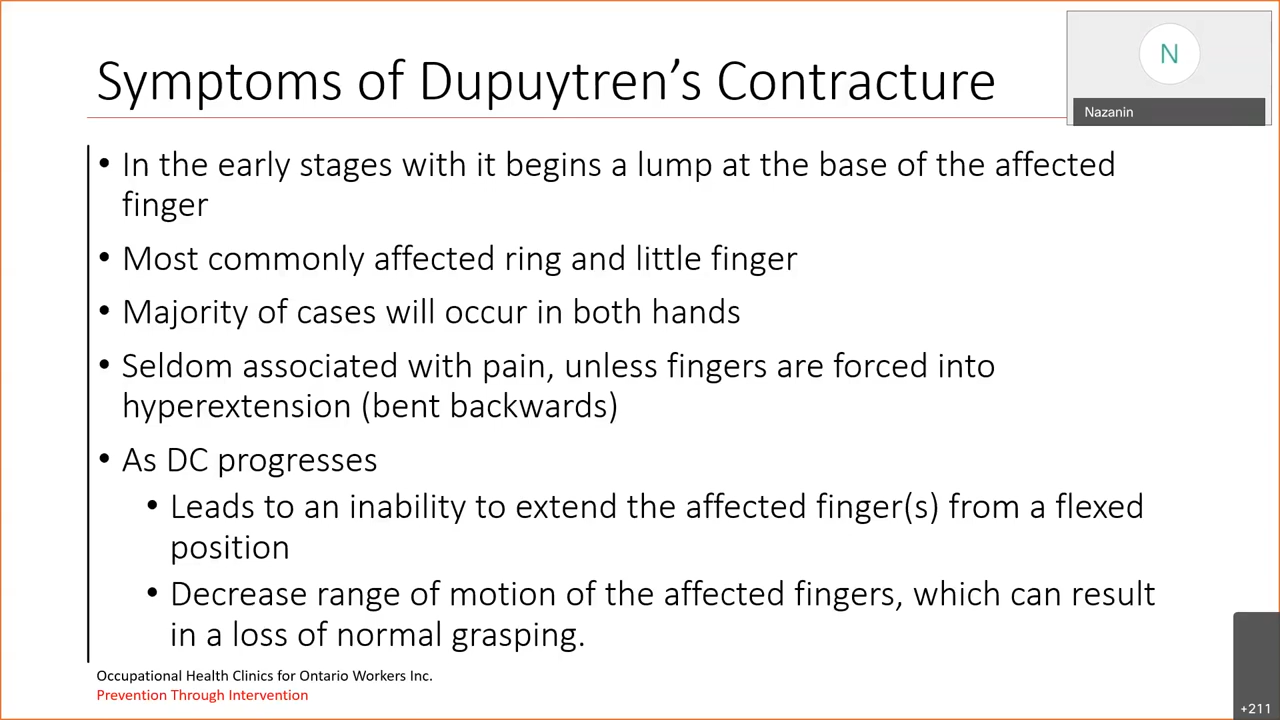 Symptoms of Dupuytren's Contracture
N
Nazanin
• In the early stages with it begins a lump at the base of the affected
finger
• Most commonly affected ring and little finger
• Majority of cases will occur in both hands
• Seldom associated with pain, unless fingers are forced into
hyperextension (bent backwards)
• As DC progresses
• Leads to an inability to extend the affected finger(s) from a flexed
position
• Decrease range of motion of the affected fingers, which can result
in a loss of normal grasping.
Occupational Health Clinics for Ontario Workers Inc.
Prevention Through Intervention
+211